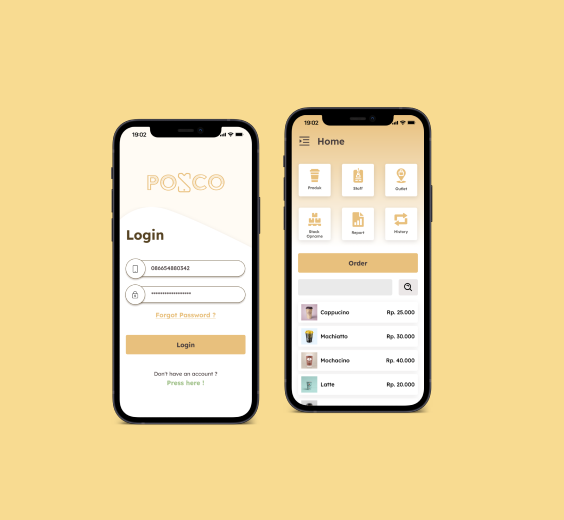 19:02
POSCO
Login
086654880342
******************
Forgot Password ?
Login
Don't have an account ?
Press here !
19:02
Home
Produk
Staff
Outlet
Stock
Opname
Report
History
Order
Cappucino Rp. 25.000
Machiatto Rp. 30.000
Mochacino Rp. 40.000
Latte Rp. 20.000